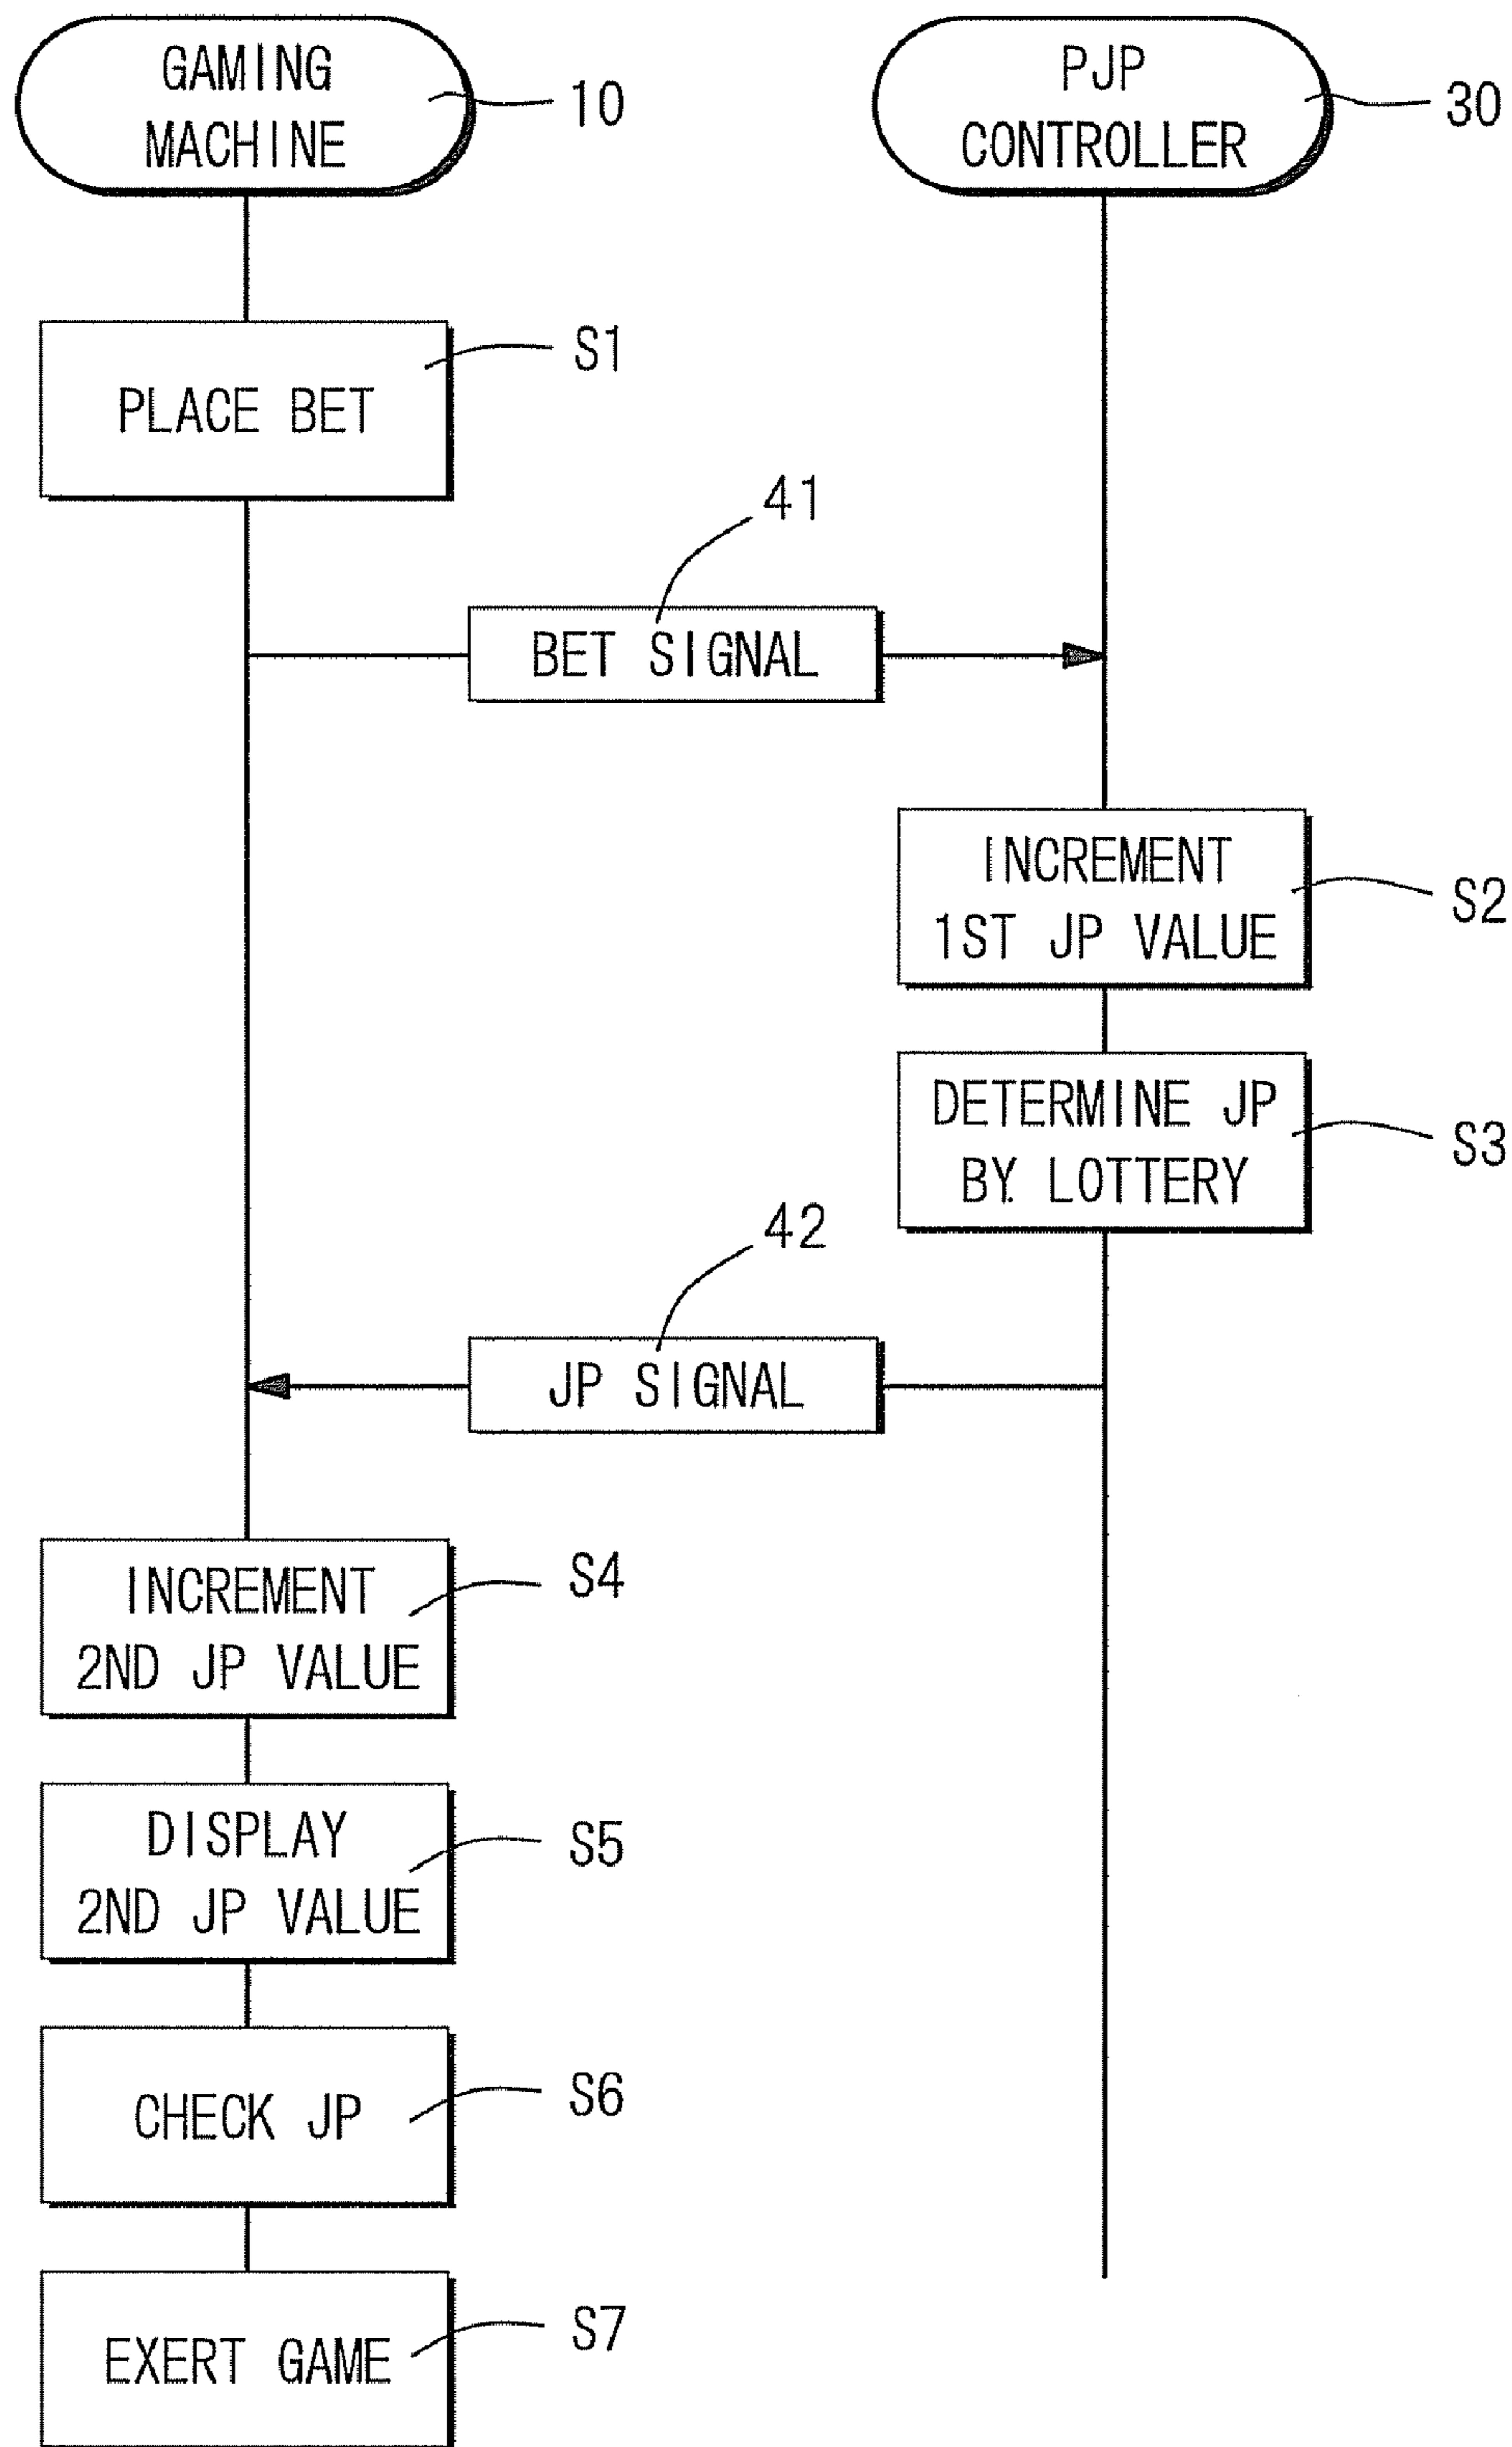 GAMING
MACHINE
10
PJP
CONTROLLER
30
PLACE BET
S1
41
BET SIGNAL
INCREMENT
1ST JP VALUE
S2
DETERMINE JP
BY. LOTTERY
S3
42
JP SIGNAL
INCREMENT
2ND JP VALUE
S4
DISPLAY
2ND JP VALUE
S5
CHECK JP
S6
EXERT GAME
S7